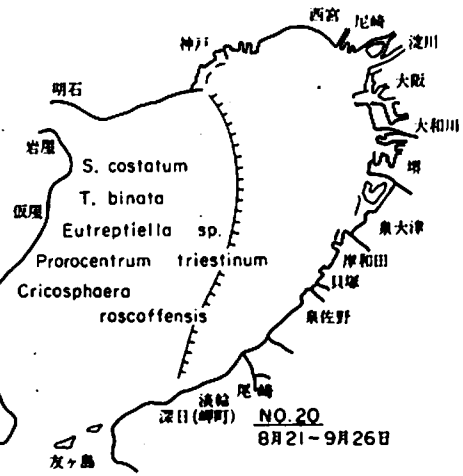 西宮
尼崎
神戸
淀川
大阪
明石
大和川
岩屋
堺
S. costatum
仮屋
T. binata
泉大津
Eutreptiella sp.
岸和田
Prorocentrum triestinum
貝塚
Cricosphaera
roscoffensis
泉佐野
尾崎
淡輪
深日(岬町)
NO.20
8月21~9月26日
友ヶ島